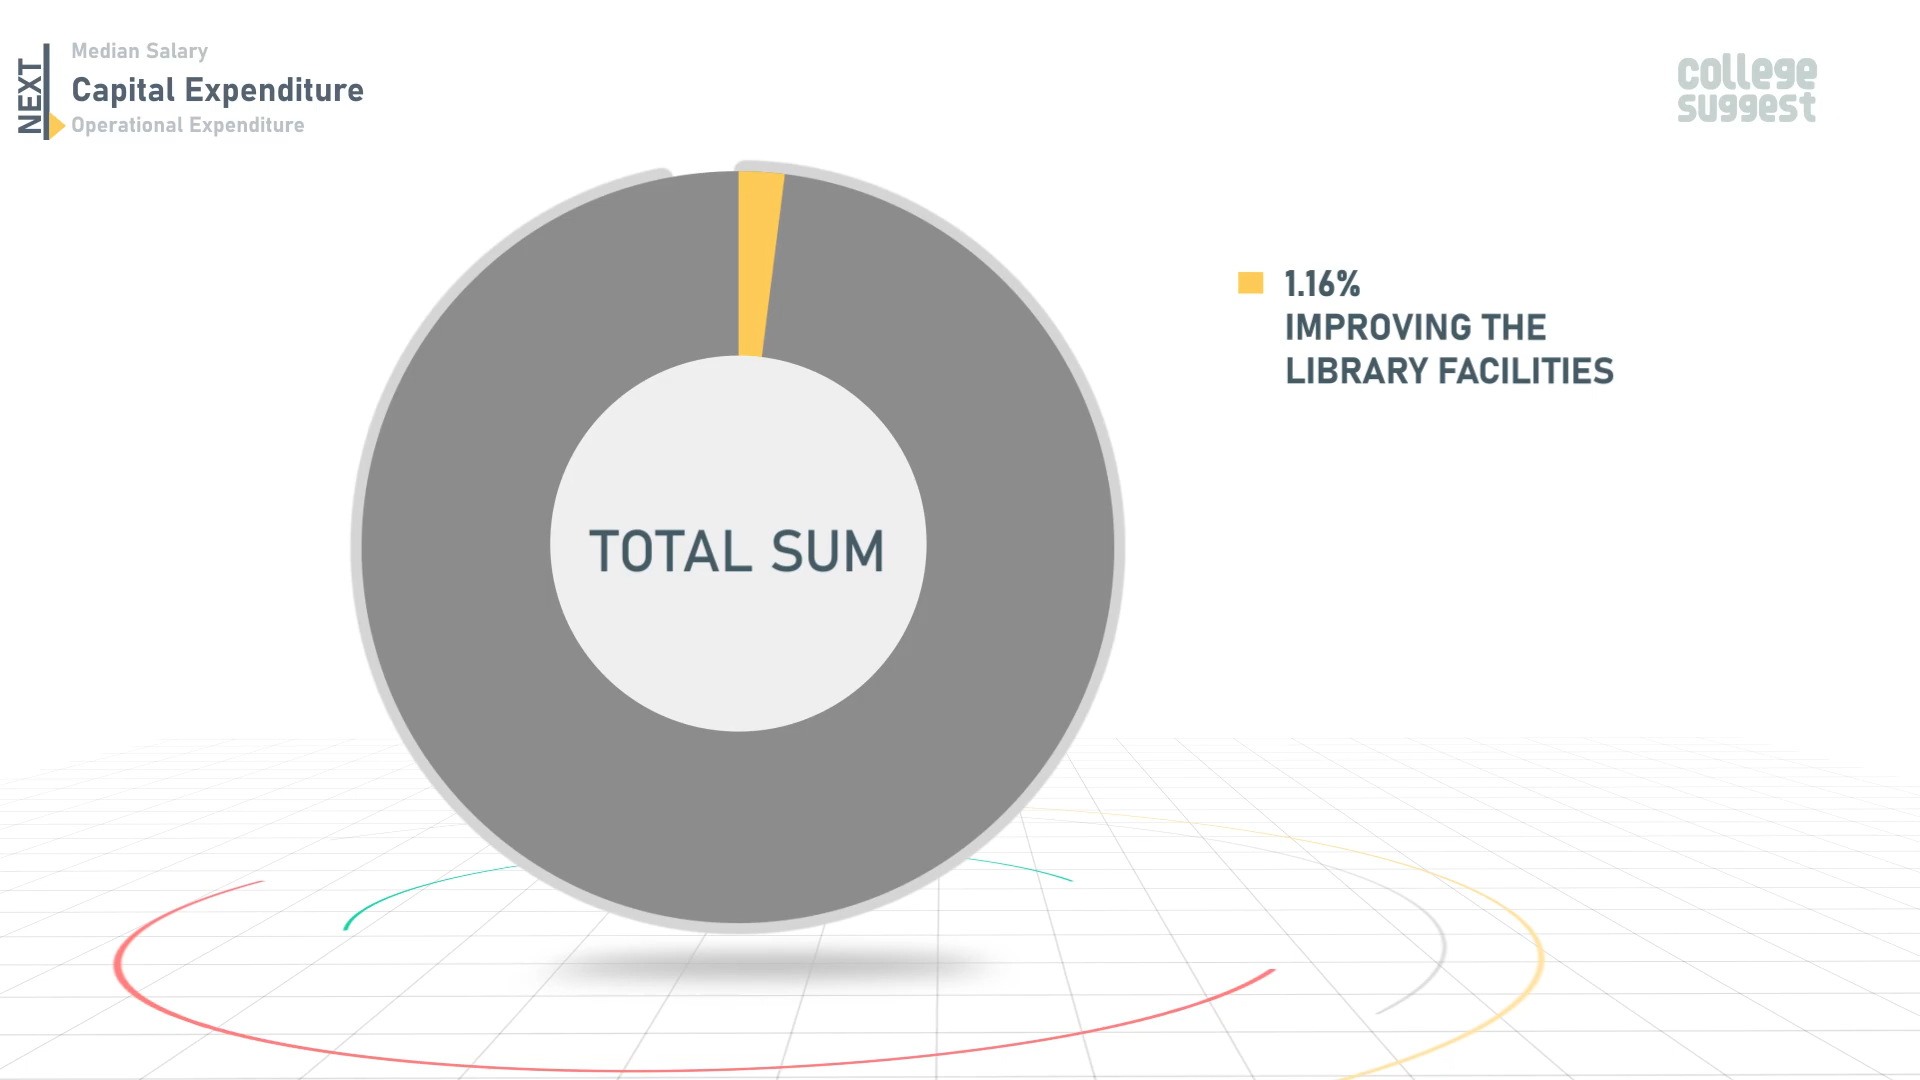 NEXT
Median Salary
Capital Expenditure
Operational Expenditure
college
suggest
1.16%
IMPROVING THE
LIBRARY FACILITIES
TOTAL SUM